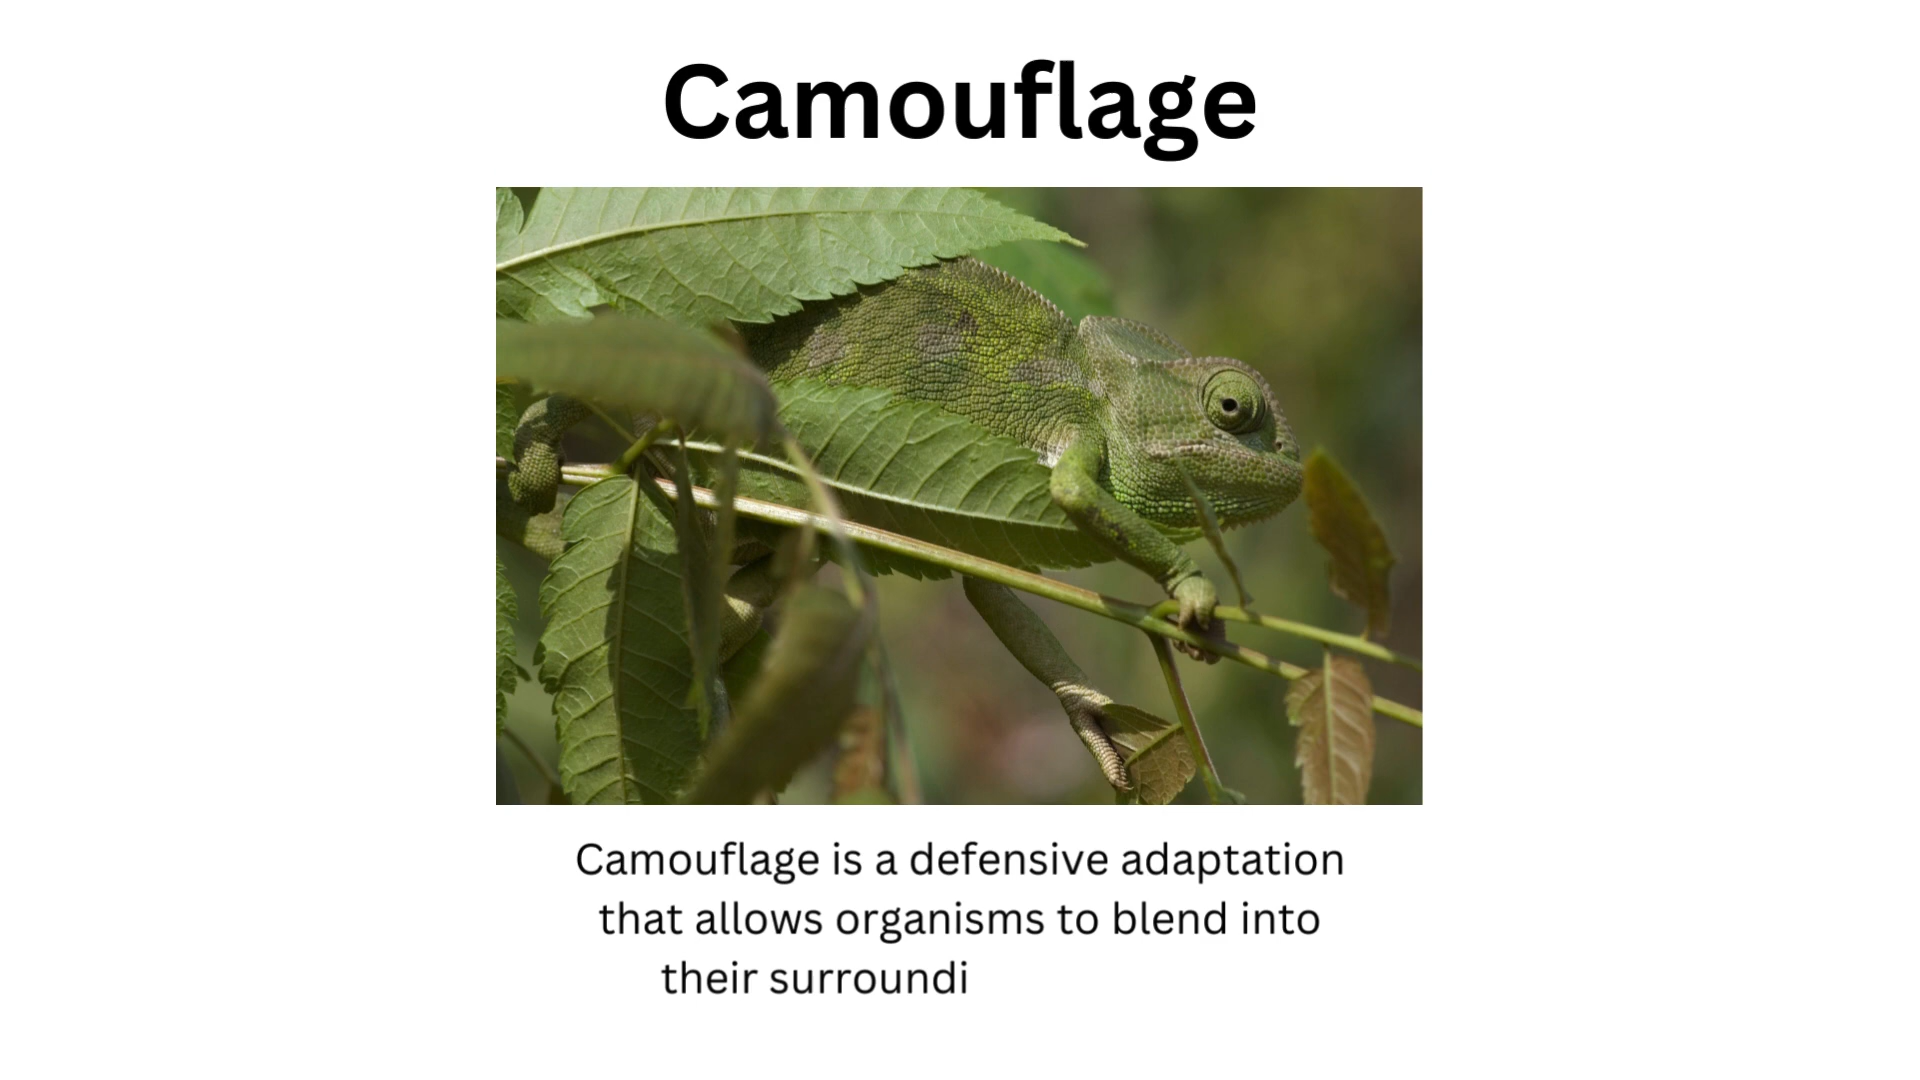 Camouflage
Camouflage is a defensive adaptation
that allows organisms to blend into
their surroundi